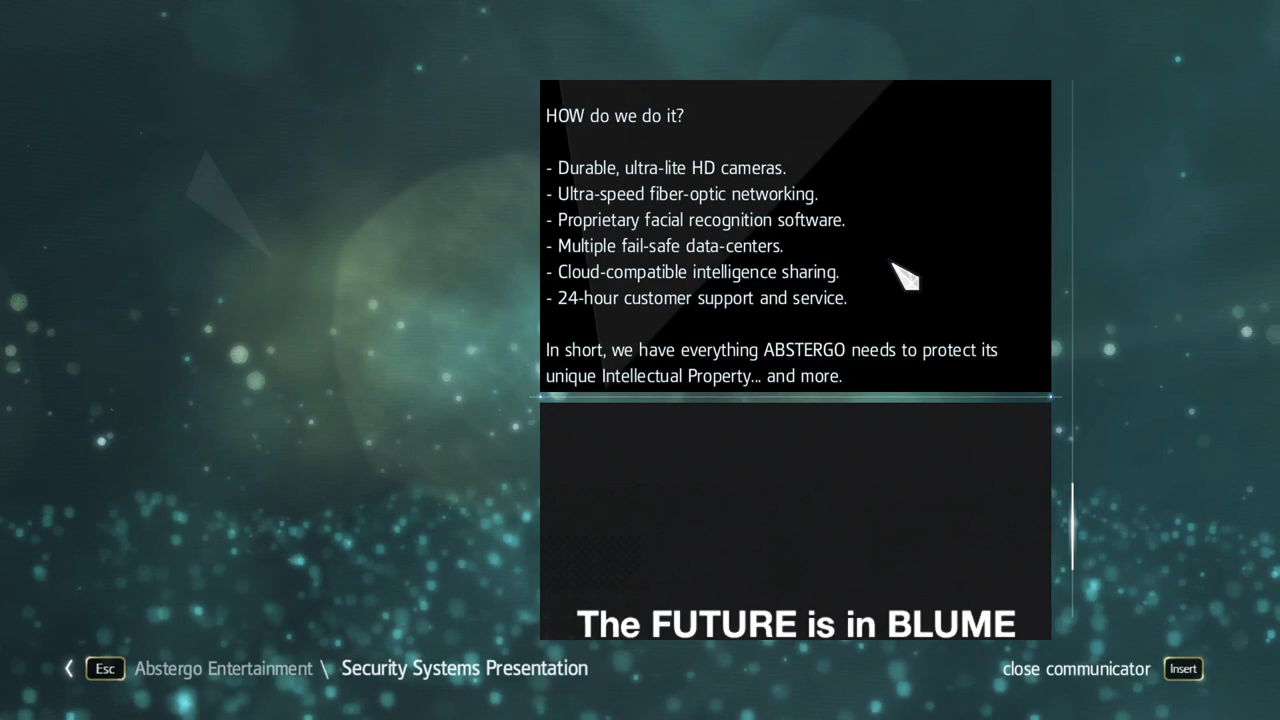 HOW do we do it?
- Durable, ultra-lite HD cameras.
- Ultra-speed fiber-optic networking.
- Proprietary facial recognition software.
- Multiple fail-safe data-centers.
- Cloud-compatible intelligence sharing.
- 24-hour customer support and service.
In short, we have everything ABSTERGO needs to protect its
unique Intellectual Property... and more.
The FUTURE is in BLUME
Esc Abstergo Entertainment \ Security Systems Presentation
close communicator Insert